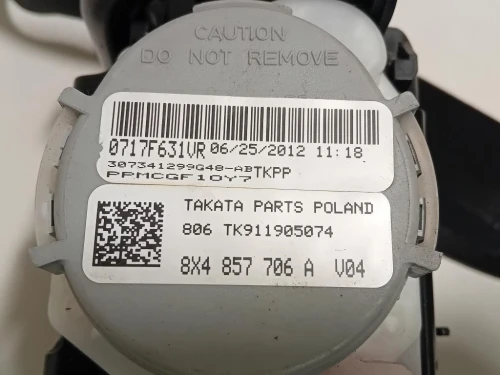 CAUTION
DO NOT REMOVE
0717F631VR 06/25/2012 11:18
307341299G48-ABTKPP
PPMCGF10Y7
TAKATA PARTS POLAND
806 TK911905074
8X4 857 706 A V04